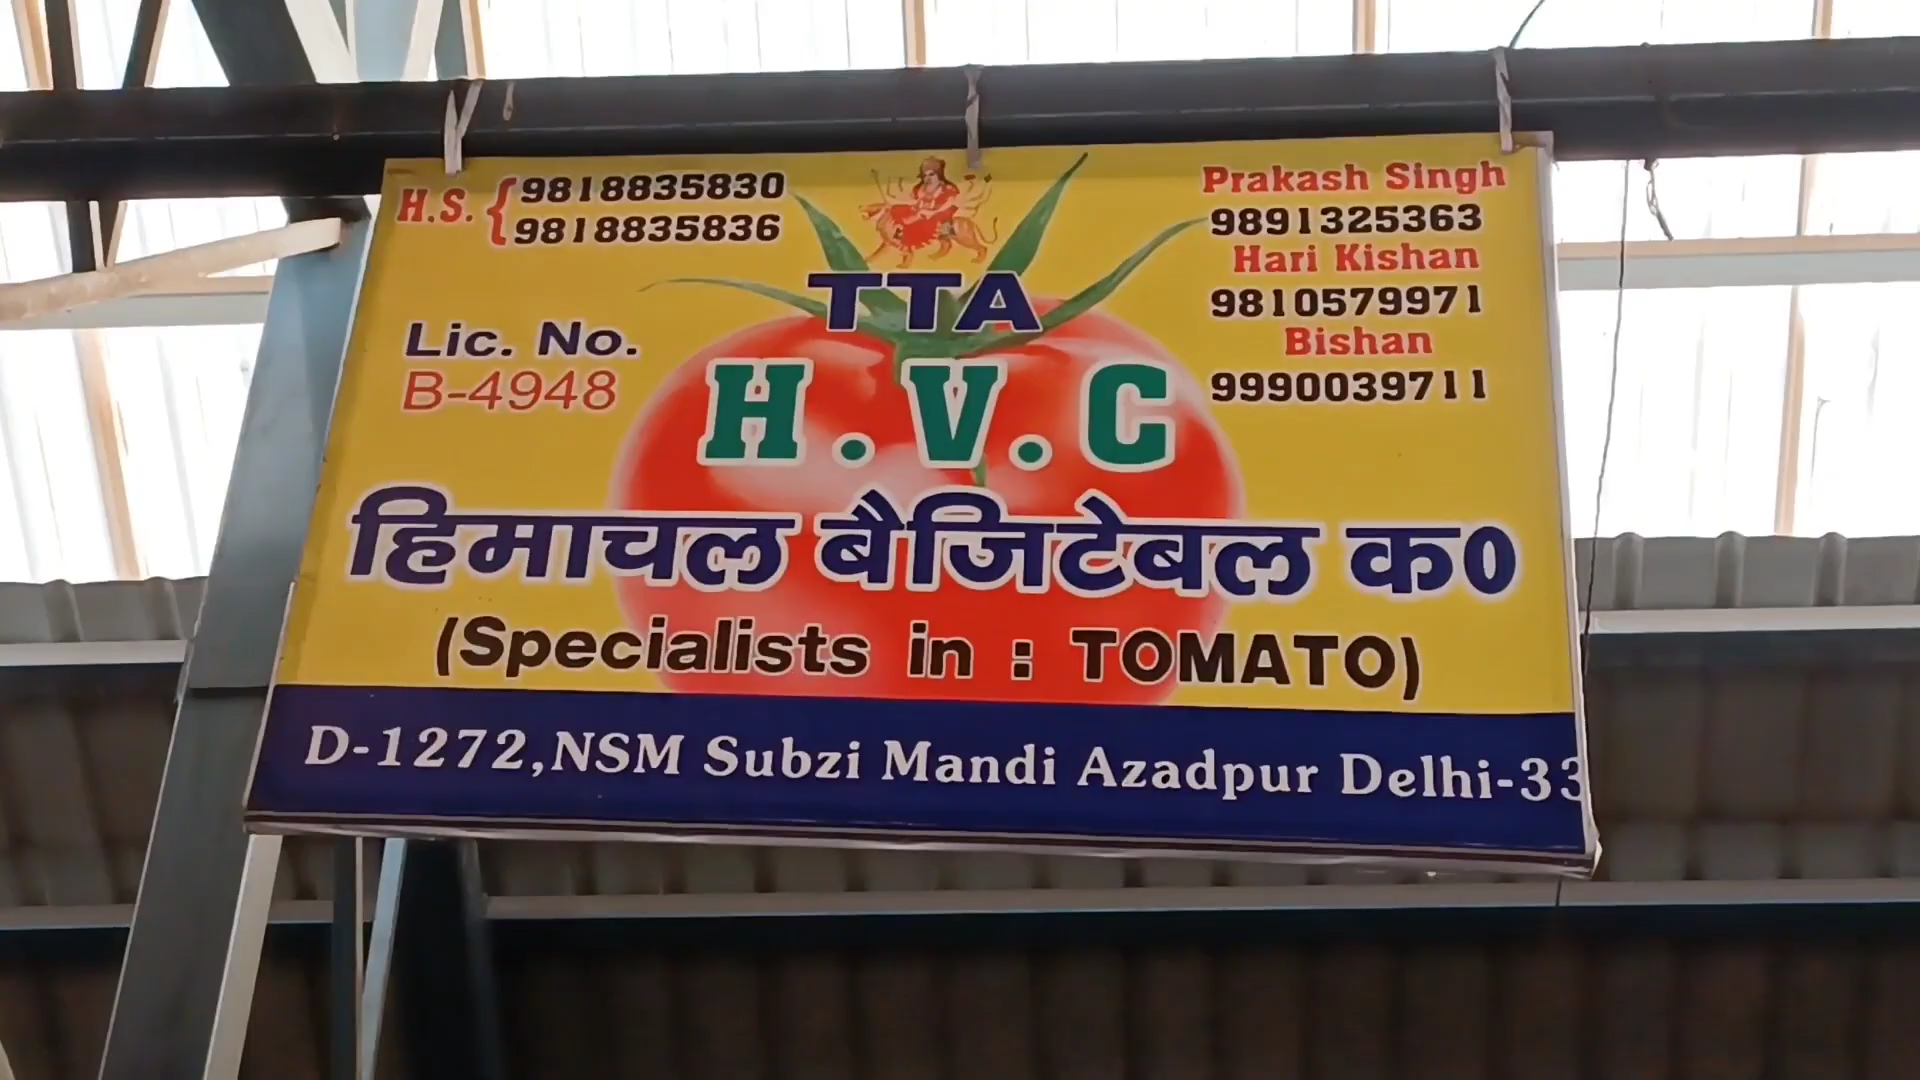 H.S. { 9818835830
9818835836
Lic. No.
B-4948
TTA
Prakash Singh
9891325363
Hari Kishan
9810579971
Bishan
9990039711
H.V.C
हिमाचल बैजिटेबल क0
(Specialists in : TOMATO)
D-1272,NSM Subzi Mandi Azadpur Delhi-33